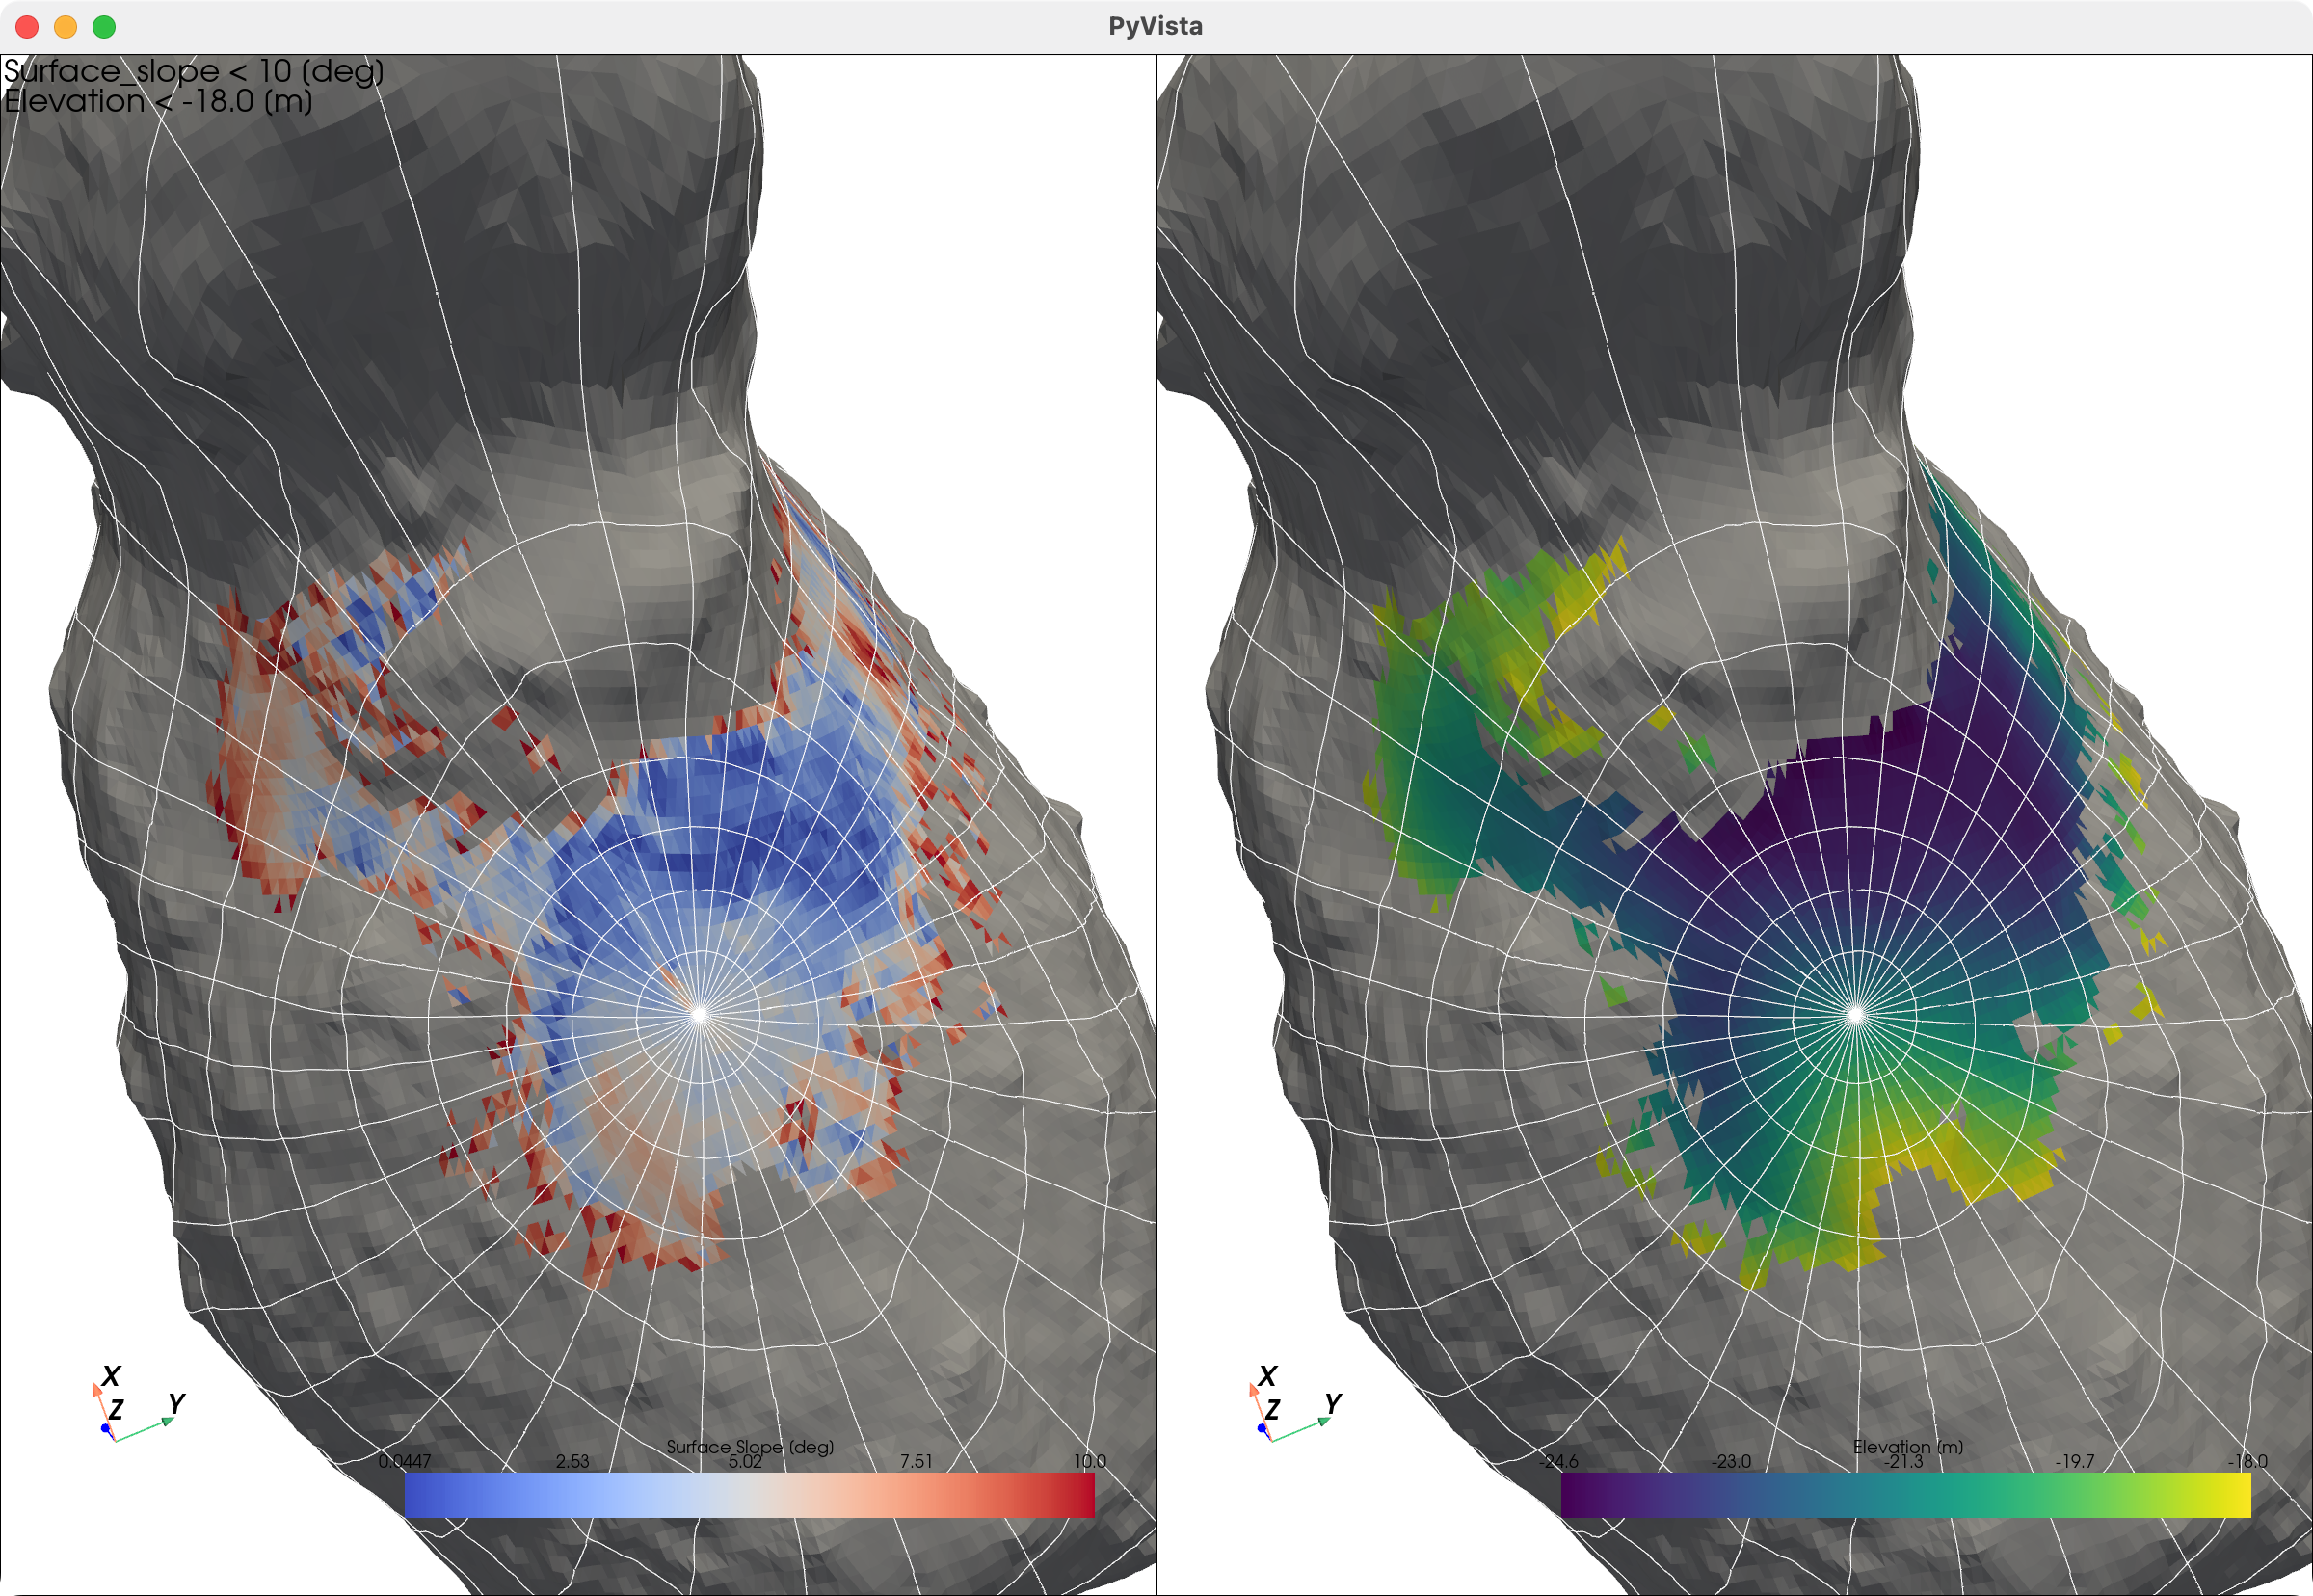 PyVista
Surface_slope < 10 (deg)
Elevation < -18.0 (m)
X
Z
Y
Surface Slope (deg)
0.0447 2.53 5.02 7.51 10.0
X
Z
Y
Elevation (m)
-24.6 -23.0 -21.3 -19.7 -18.0